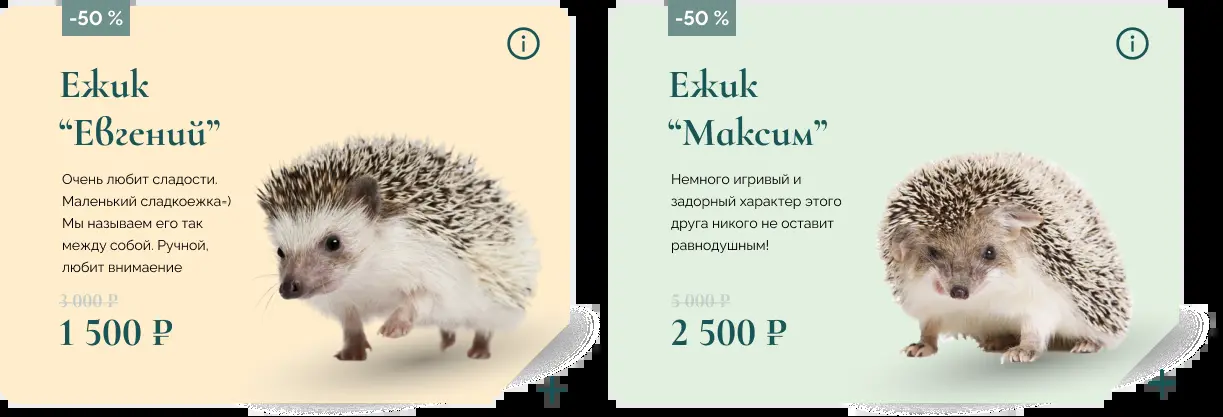 -50 %
Ежик
“Евгений”
Очень любит сладости.
Маленький сладкоежка=)
Мы называем его так
между собой. Ручной,
любит внимаение
3 000 ₽
1 500 ₽
-50 %
Ежик
“Максим”
Немного игривый и
задорный характер этого
друга никого не оставит
равнодушным!
5 000 ₽
2 500 ₽